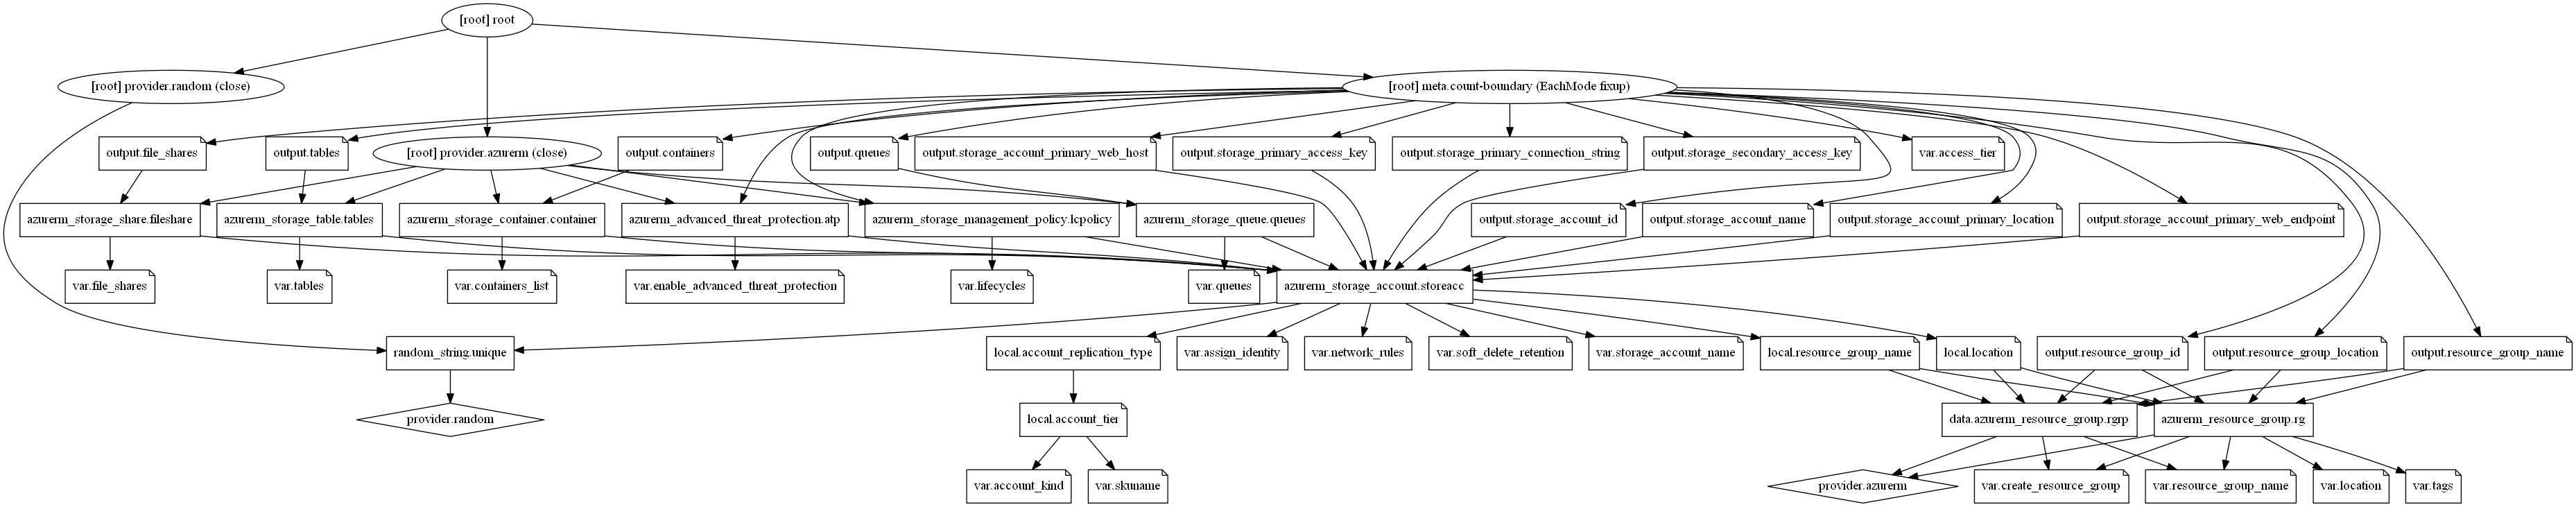 [root] root
[root] provider.random (close)
[root] meta.count-boundary (EachMode fixup)
output.file_shares
output.tables
[root] provider.azurerm (close)
output.containers
output.queues
output.storage_account_primary_web_host
output.storage_primary_access_key
output.storage_primary_connection_string
output.storage_secondary_access_key
var.access_tier
azurerm_storage_share.fileshare
azurerm_storage_table.tables
azurerm_storage_container.container
azurerm_advanced_threat_protection.atp
azurerm_storage_management_policy.lcpolicy
azurerm_storage_queue.queues
output.storage_account_id
output.storage_account_name
output.storage_account_primary_location
output.storage_account_primary_web_endpoint
var.file_shares
var.tables
var.containers_list
var.enable_advanced_threat_protection
var.lifecycles
var.queues
azurerm_storage_account.storeacc
random_string.unique
local.account_replication_type
var.assign_identity
var.network_rules
var.soft_delete_retention
var.storage_account_name
local.resource_group_name
local.location
output.resource_group_id
output.resource_group_location
output.resource_group_name
provider.random
local.account_tier
data.azurerm_resource_group.rgrp
azurerm_resource_group.rg
var.account_kind
var.skuname
provider.azurerm
var.create_resource_group
var.resource_group_name
var.location
var.tags